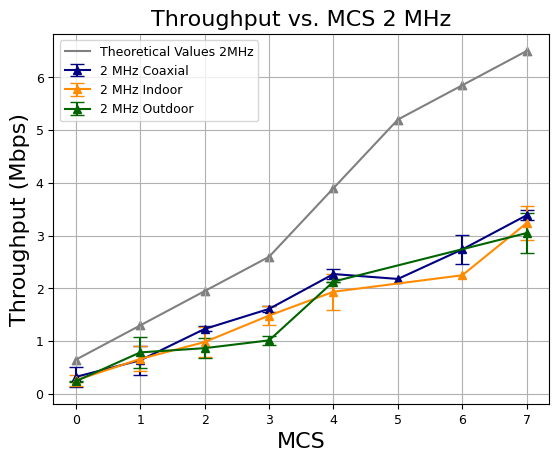 Throughput vs. MCS 2 MHz
Theoretical Values 2MHz
2 MHz Coaxial
2 MHz Indoor
2 MHz Outdoor
Throughput (Mbps)
6
5
4
3
2
1
0
0 1 2 3 4 5 6 7
MCS